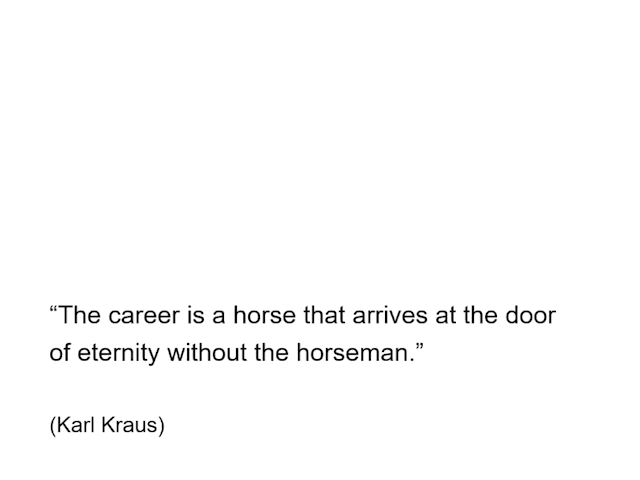 “The career is a horse that arrives at the door
of eternity without the horseman.”
(Karl Kraus)